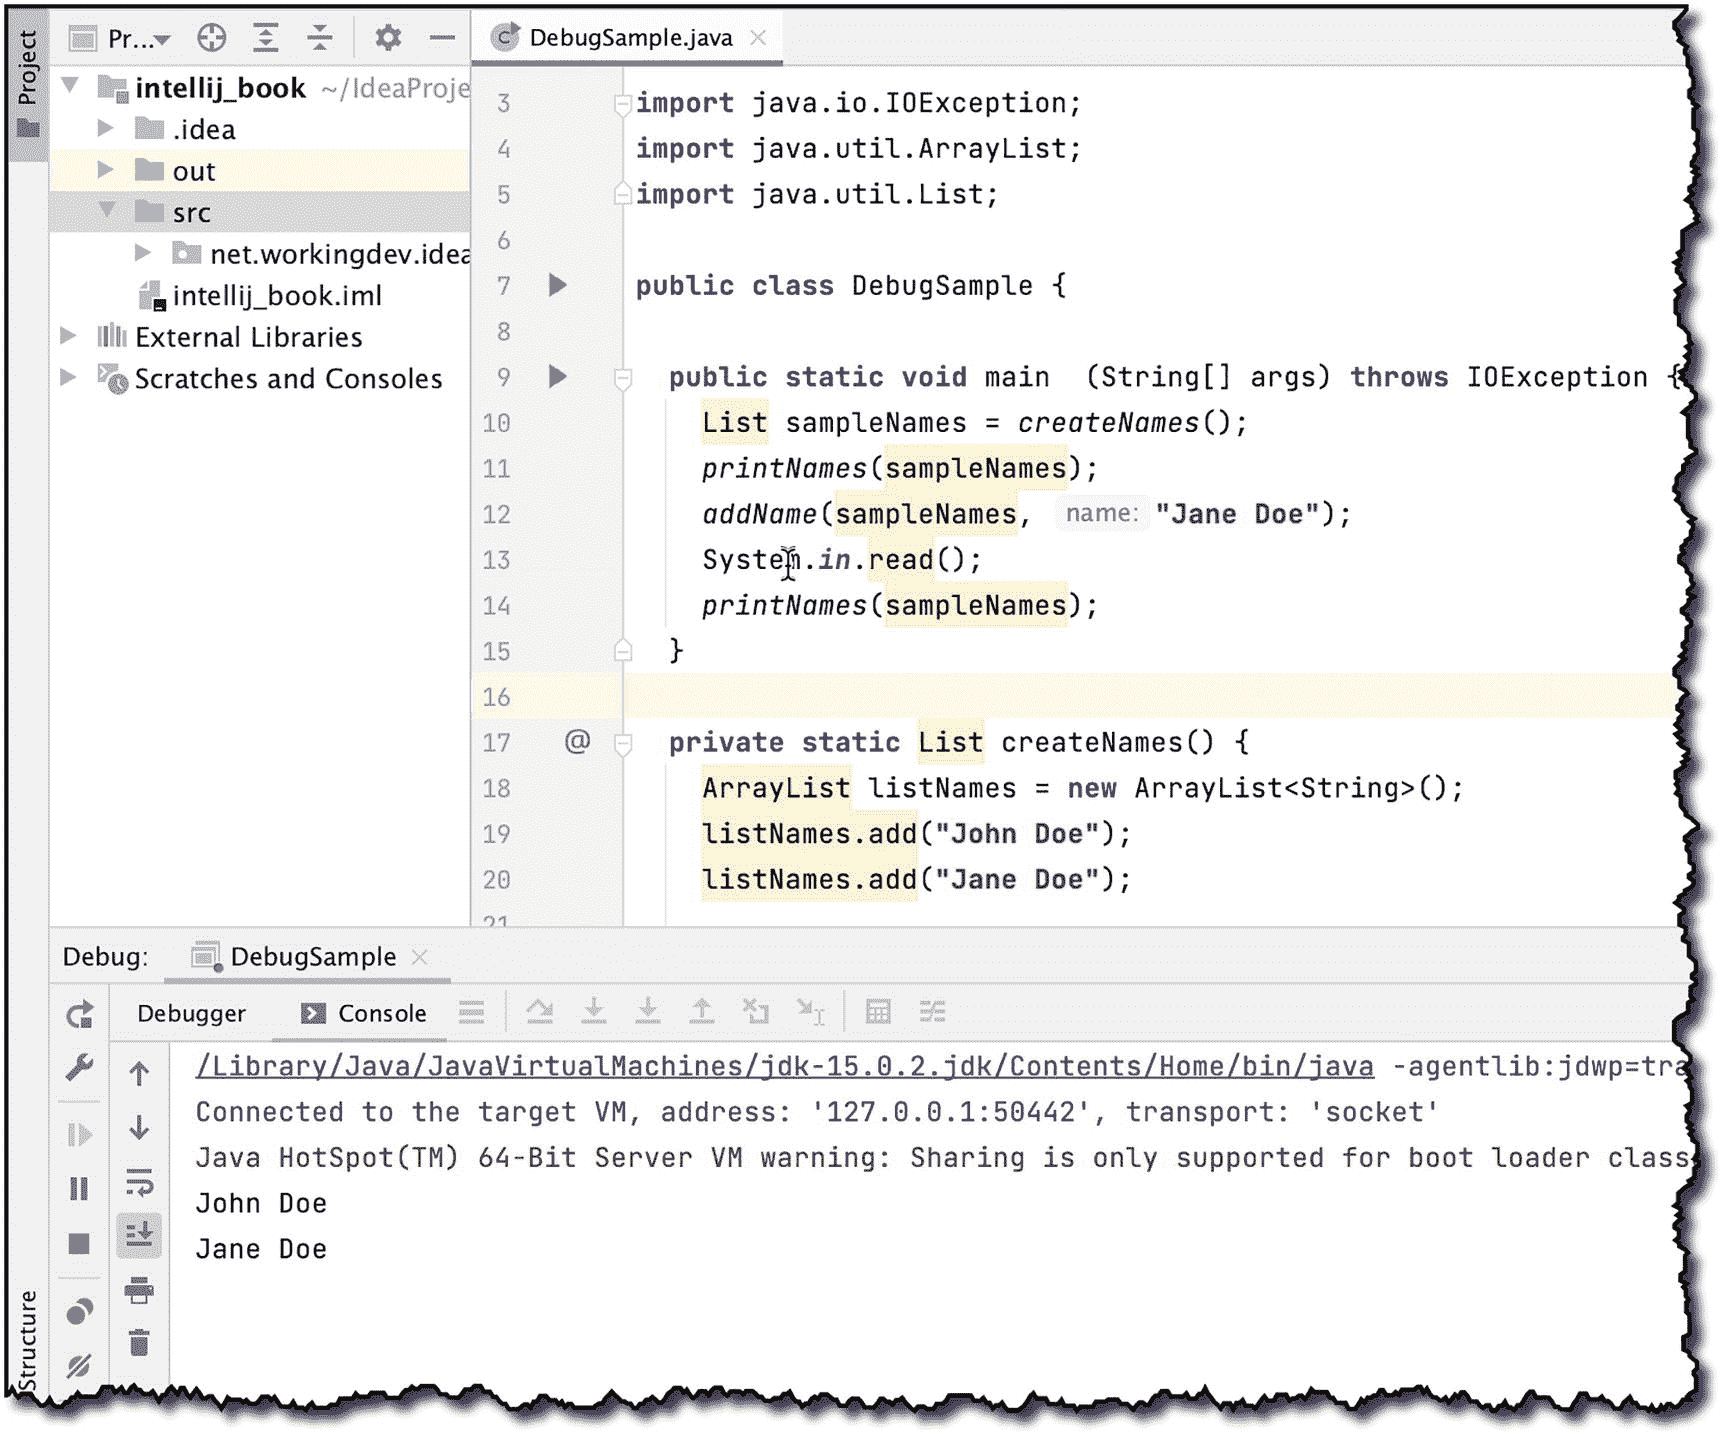 Project
Pr...
intellij_book ~/IdeaProje
.idea
out
src
net.workingdev.idea
intellij_book.iml
External Libraries
Scratches and Consoles
Structure
DebugSample.java
3 import java.io.IOException;
4 import java.util.ArrayList;
5 import java.util.List;
6
7 public class DebugSample {
8
9 public static void main (String[] args) throws IOException {
10 List sampleNames = createNames();
11 printNames(sampleNames);
12 addName(sampleNames, name: "Jane Doe");
13 System.in.read();
14 printNames(sampleNames);
15 }
16
17 @ private static List createNames() {
18 ArrayList listNames = new ArrayList<String>();
19 listNames.add("John Doe");
20 listNames.add("Jane Doe");
21
Debug: DebugSample
Debugger Console
/Library/Java/JavaVirtualMachines/jdk-15.0.2.jdk/Contents/Home/bin/java -agentlib:jdwp=tra
Connected to the target VM, address: '127.0.0.1:50442', transport: 'socket'
Java HotSpot(TM) 64-Bit Server VM warning: Sharing is only supported for boot loader class
John Doe
Jane Doe